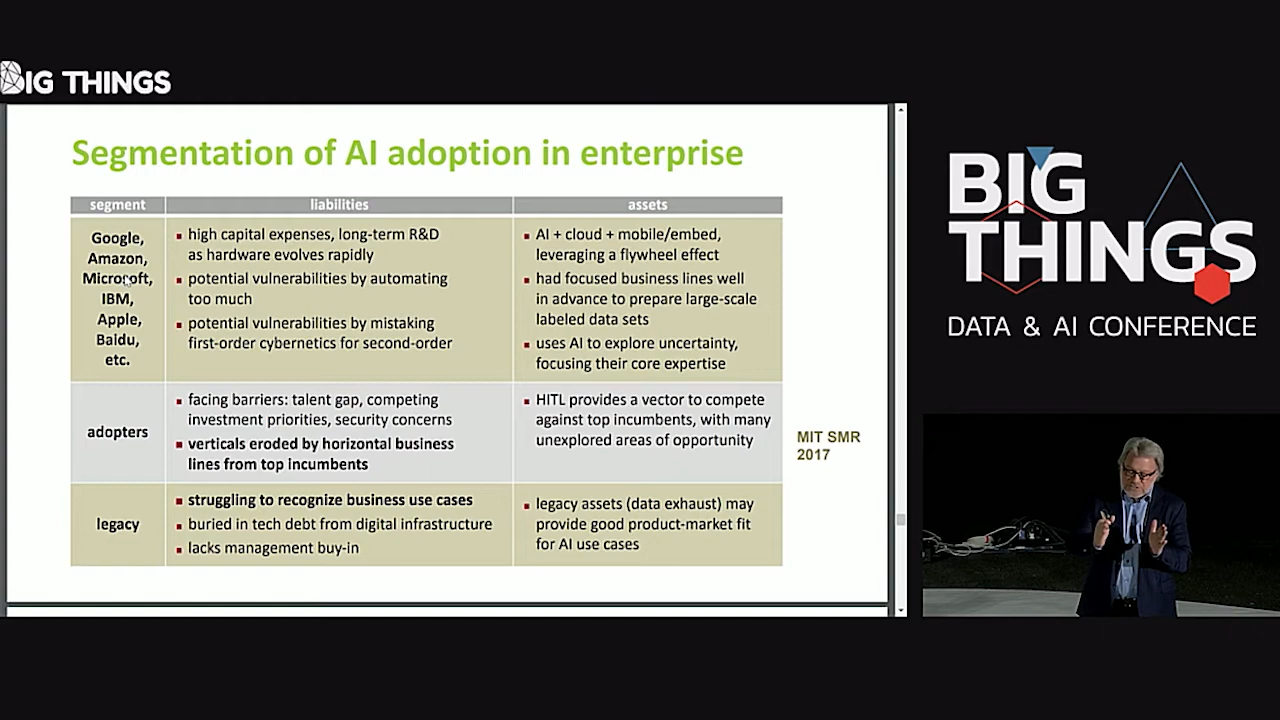 BIG THINGS
Segmentation of AI adoption in enterprise
segment
liabilities
assets
Google,
Amazon,
Microsoft,
IBM,
Apple,
Baidu,
etc.
high capital expenses, long-term R&D
as hardware evolves rapidly
potential vulnerabilities by automating
too much
potential vulnerabilities by mistaking
first-order cybernetics for second-order
AI + cloud + mobile/embed,
leveraging a flywheel effect
had focused business lines well
in advance to prepare large-scale
labeled data sets
uses AI to explore uncertainty,
focusing their core expertise
adopters
facing barriers: talent gap, competing
investment priorities, security concerns
verticals eroded by horizontal business
lines from top incumbents
HITL provides a vector to compete
against top incumbents, with many
unexplored areas of opportunity
legacy
struggling to recognize business use cases
buried in tech debt from digital infrastructure
lacks management buy-in
legacy assets (data exhaust) may
provide good product-market fit
for AI use cases
MIT SMR
2017
BIG
THINGS
DATA & AI CONFERENCE